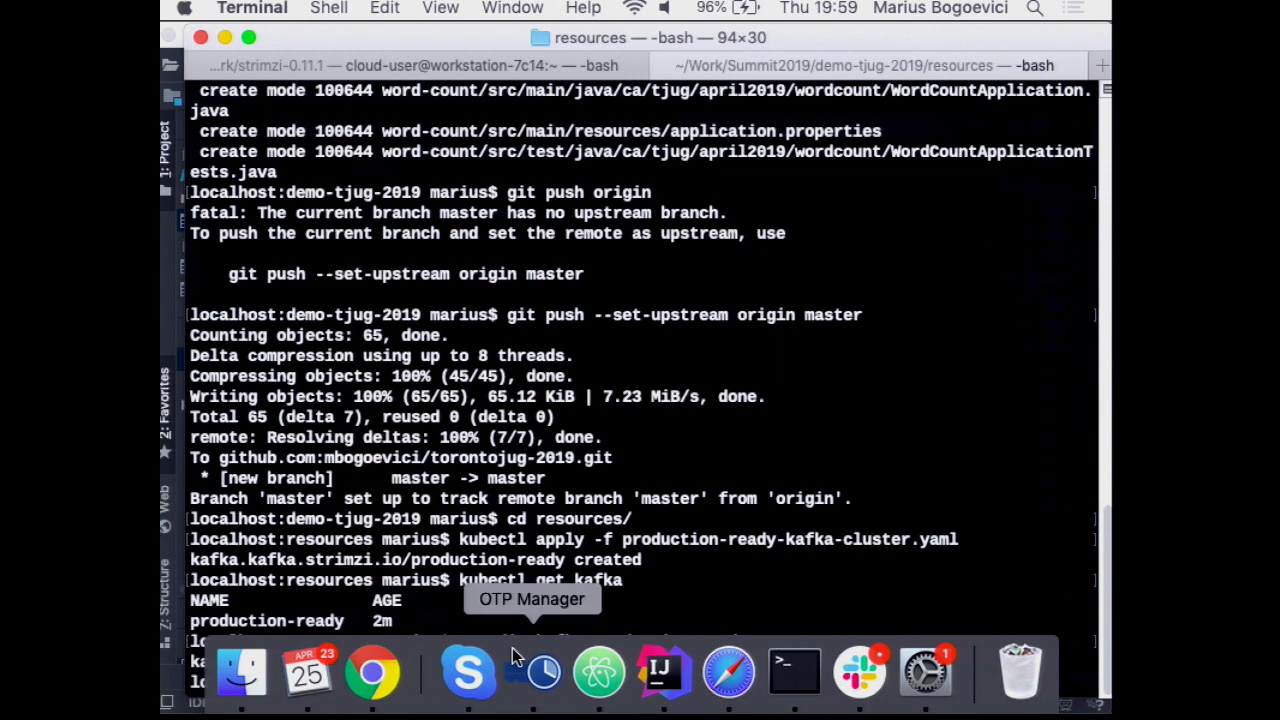 Terminal Shell Edit View Window Help 96% Thu 19:59 Marius Bogoevici
resources — -bash — 94×30
...rk/strimzi-0.11.1 — cloud-user@workstation-7c14:~ — -bash
~/Work/Summit2019/demo-tjug-2019/resources — -bash
create mode 100644 word-count/src/main/java/ca/tjug/april2019/wordcount/WordCountApplication.
java
create mode 100644 word-count/src/main/resources/application.properties
create mode 100644 word-count/src/test/java/ca/tjug/april2019/wordcount/WordCountApplicationT
ests.java
[localhost:demo-tjug-2019 marius$ git push origin ]
fatal: The current branch master has no upstream branch.
To push the current branch and set the remote as upstream, use
git push --set-upstream origin master
[localhost:demo-tjug-2019 marius$ git push --set-upstream origin master ]
Counting objects: 65, done.
Delta compression using up to 8 threads.
Compressing objects: 100% (45/45), done.
Writing objects: 100% (65/65), 65.12 KiB | 7.23 MiB/s, done.
Total 65 (delta 7), reused 0 (delta 0)
remote: Resolving deltas: 100% (7/7), done.
To github.com:mbogoevici/torontojug-2019.git
* [new branch] master -> master
Branch 'master' set up to track remote branch 'master' from 'origin'.
[localhost:demo-tjug-2019 marius$ cd resources/ ]
[localhost:resources marius$ kubectl apply -f production-ready-kafka-cluster.yaml ]
kafka.kafka.strimzi.io/production-ready created
[localhost:resources marius$ kubectl get kafka ]
NAME AGE
production-ready 2m
OTP Manager
1: Project
2: Favorites
Web
7: Structure
APR
23
25
S
IJ
>_
1